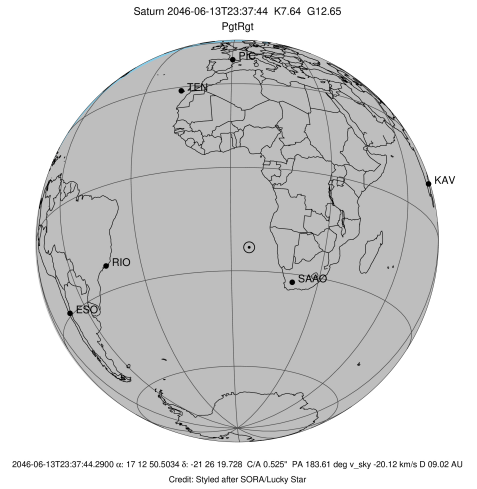 Saturn 2046-06-13T23:37:44 K7.64 G12.65
PgtRgt
PIC
TEN
KAV
RIO
SAAO
ESO
2046-06-13T23:37:44.2900 α: 17 12 50.5034 δ: -21 26 19.728 C/A 0.525" PA 183.61 deg v_sky -20.12 km/s D 09.02 AU
Credit: Styled after SORA/Lucky Star